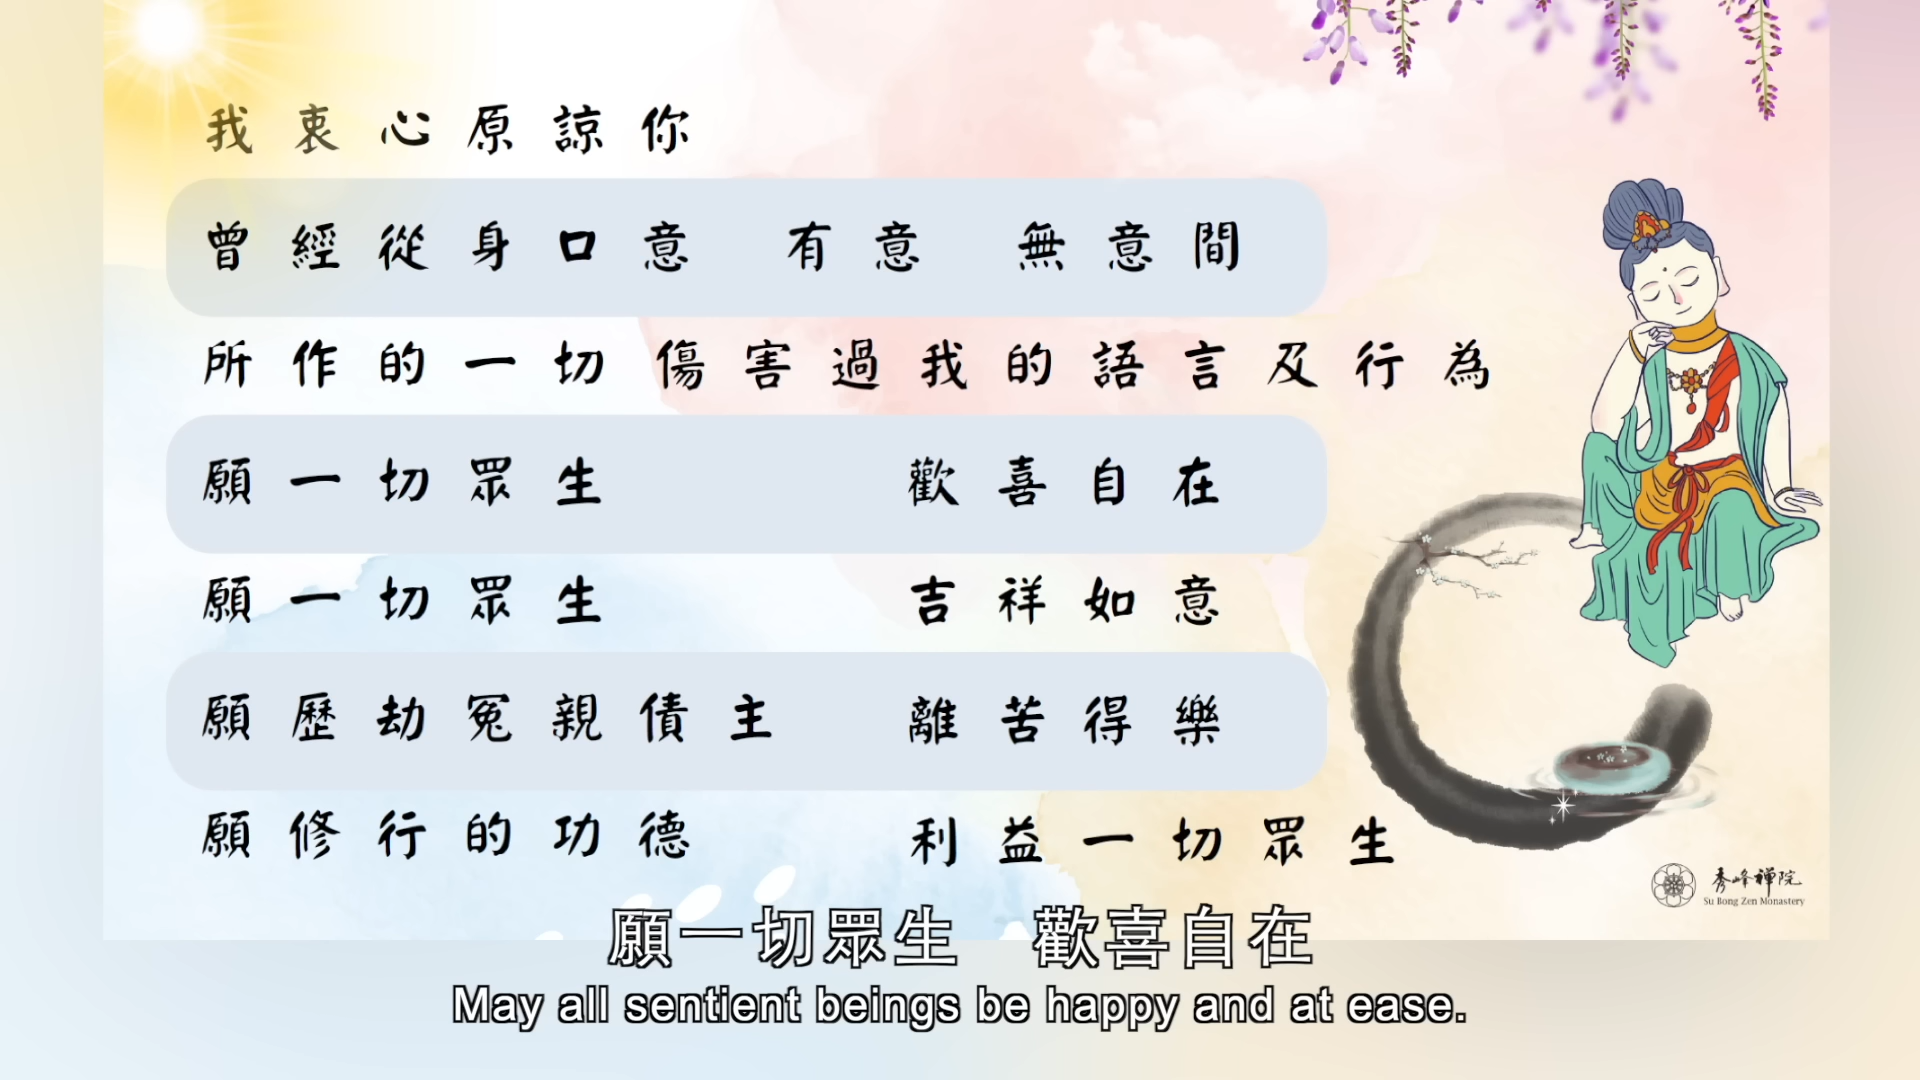 我衷心原諒你
曾經從身口意 有意 無意間
所作的一切 傷害過我的語言及行為
願一切眾生 歡喜自在
願一切眾生 吉祥如意
願歷劫冤親債主 離苦得樂
願修行的功德 利益一切眾生
秀峰禪院
Su Bong Zen Monastery
願一切眾生 歡喜自在
May all sentient beings be happy and at ease.